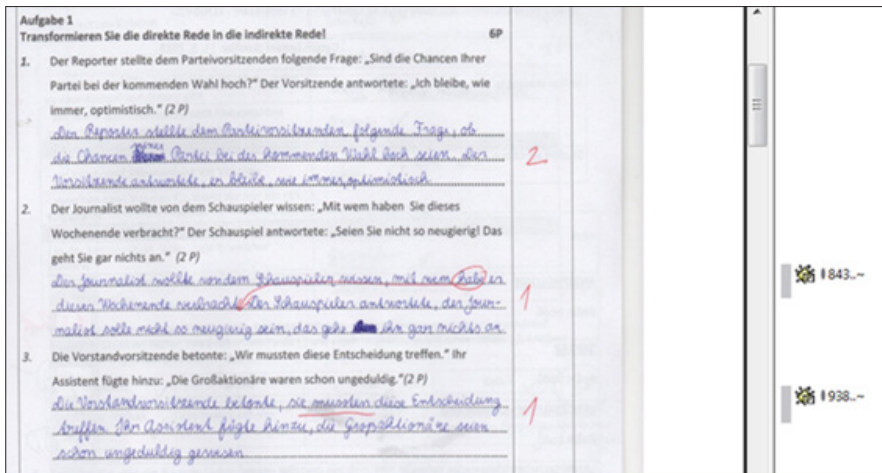 Aufgabe 1
Transformieren Sie die direkte Rede in die indirekte Rede! 6P
1. Der Reporter stellte dem Parteivorsitzenden folgende Frage: „Sind die Chancen Ihrer
Partei bei der kommenden Wahl hoch?“ Der Vorsitzende antwortete: „Ich bleibe, wie
immer, optimistisch.“ (2 P)
Der Reporter stellte dem Parteivorsitzenden folgende Frage, ob
die Chancen seiner Partei bei der kommenden Wahl hoch seien. Der
Vorsitzende antwortete, er bleibe, wie immer, optimistisch.
2
2. Der Journalist wollte von dem Schauspieler wissen: „Mit wem haben Sie dieses
Wochenende verbracht?“ Der Schauspiel antwortete: „Seien Sie nicht so neugierig! Das
geht Sie gar nichts an.“ (2 P)
Der Journalist wollte von dem Schauspieler wissen, mit wem habe er
dieses Wochenende verbracht. Der Schauspieler antwortete, der Jour-
nalist solle nicht so neugierig sein, das gehe ihn gar nichts an.
1
3. Die Vorstandvorsitzende betonte: „Wir mussten diese Entscheidung treffen.“ Ihr
Assistent fügte hinzu: „Die Großaktionäre waren schon ungeduldig.“(2 P)
Die Vorstandvorsitzende betonte, sie mussten diese Entscheidung
treffen. Ihr Assistent fügte hinzu, die Großaktionäre seien
schon ungeduldig gewesen
1
843..~
938..~